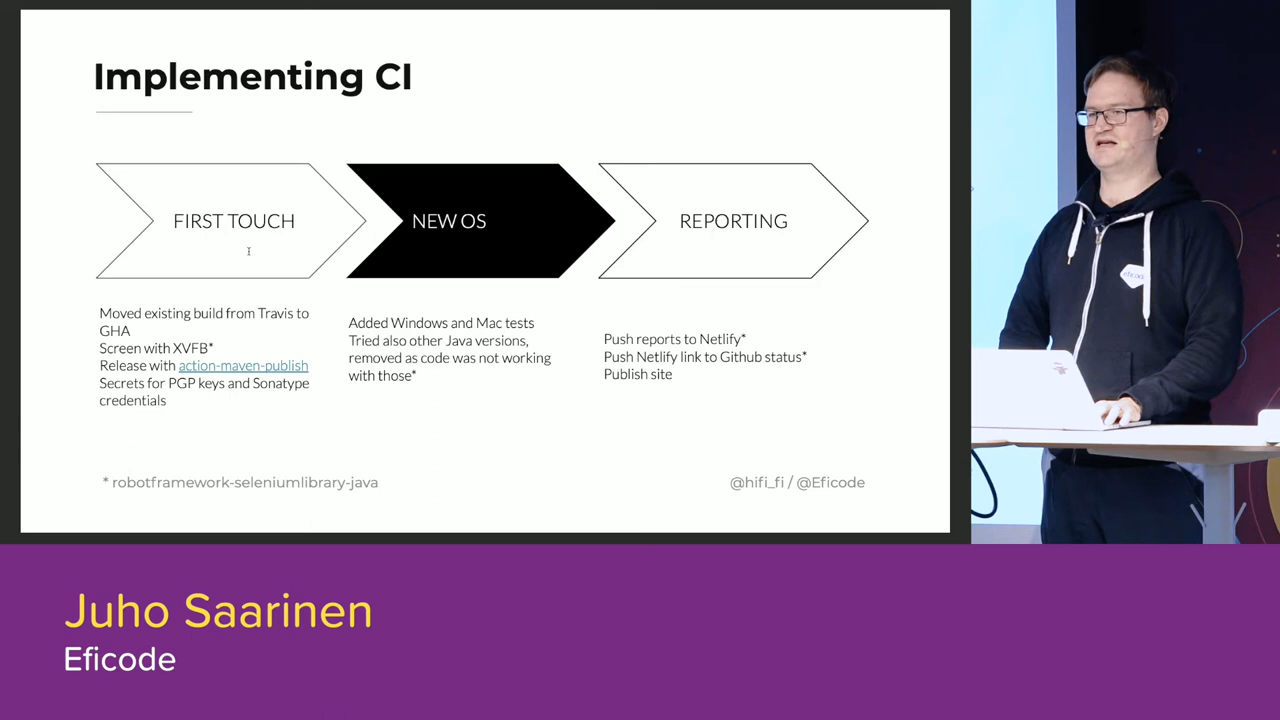 Implementing CI
FIRST TOUCH
NEW OS
REPORTING
Moved existing build from Travis to
GHA
Screen with XVFB*
Release with action-maven-publish
Secrets for PGP keys and Sonatype
credentials
Added Windows and Mac tests
Tried also other Java versions,
removed as code was not working
with those*
Push reports to Netlify*
Push Netlify link to Github status*
Publish site
* robotframework-seleniumlibrary-java
@hifi_fi / @Eficode
eficode
Juho Saarinen
Eficode